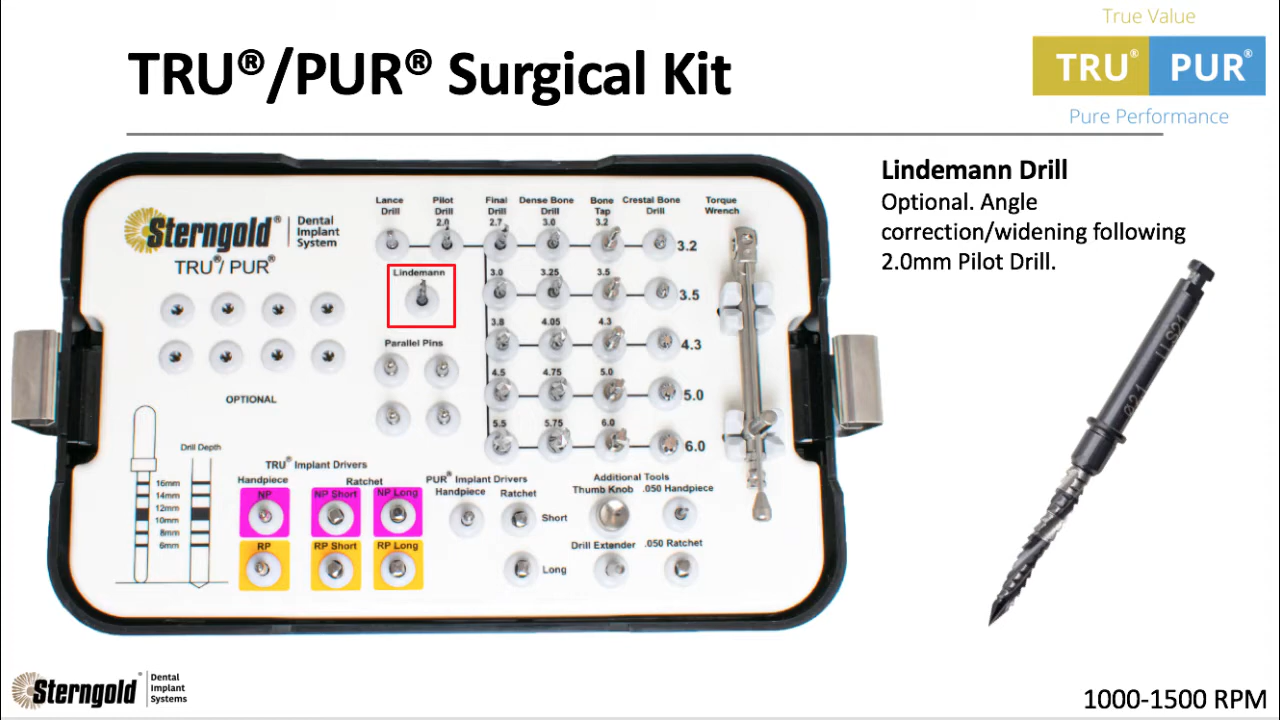 True Value
TRU®/PUR® Surgical Kit
TRU® PUR®
Pure Performance
Lindemann Drill
Optional. Angle
correction/widening following
2.0mm Pilot Drill.
Sterngold® Dental
Implant
System
TRU®/ PUR®
OPTIONAL
Lance
Drill
Pilot
Drill
2.0
Final
Drill
2.7
Dense Bone
Drill
3.0
Bone
Tap
3.2
Crestal Bone
Drill
Torque
Wrench
3.2
Lindemann
3.0 3.25 3.5
3.5
Parallel Pins
3.8 4.05 4.3
4.3
4.5 4.75 5.0
5.0
5.5 5.75 6.0
6.0
Drill Depth
16mm
14mm
12mm
10mm
8mm
6mm
TRU® Implant Drivers
Handpiece Ratchet
NP NP Short NP Long
RP RP Short RP Long
PUR® Implant Drivers
Handpiece Ratchet
Short
Long
Additional Tools
Thumb Knob .050 Handpiece
Drill Extender .050 Ratchet
Ø2.1 LLS21
Sterngold® Dental
Implant
Systems
1000-1500 RPM